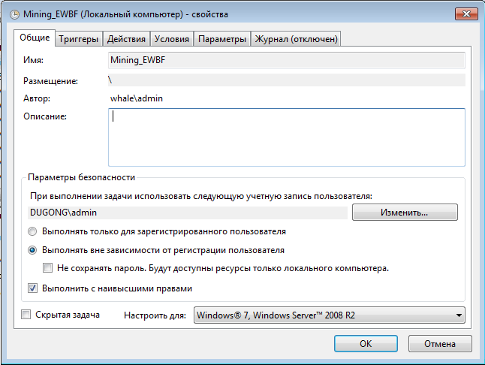 Mining_EWBF (Локальный компьютер) - свойства
Общие Триггеры Действия Условия Параметры Журнал (отключен)
Имя: Mining_EWBF
Размещение: \
Автор: whale\admin
Описание:
Параметры безопасности
При выполнении задачи использовать следующую учетную запись пользователя:
DUGONG\admin Изменить...
Выполнять только для зарегистрированного пользователя
Выполнять вне зависимости от регистрации пользователя
Не сохранять пароль. Будут доступны ресурсы только локального компьютера.
Выполнить с наивысшими правами
Скрытая задача Настроить для: Windows® 7, Windows Server™ 2008 R2
OK Отмена